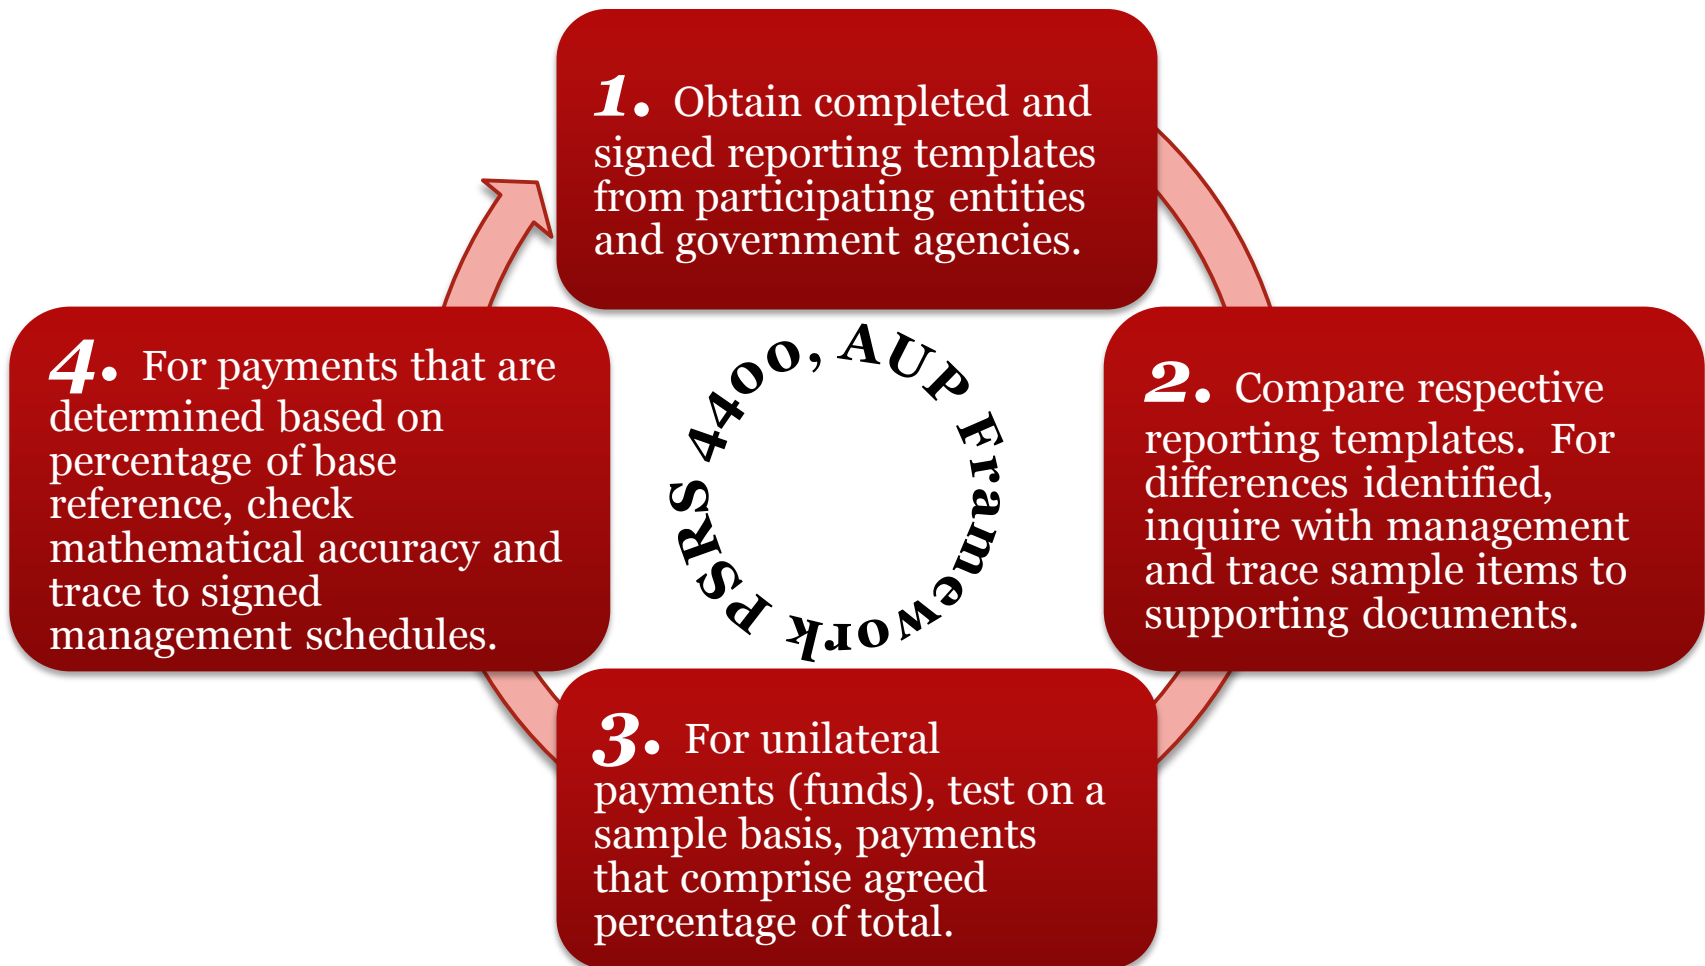 1. Obtain completed and
signed reporting templates
from participating entities
and government agencies.
2. Compare respective
reporting templates.  For
differences identified,
inquire with management
and trace sample items to
supporting documents.
3. For unilateral
payments (funds), test on a
sample basis, payments
that comprise agreed
percentage of total.
4. For payments that are
determined based on
percentage of base
reference, check
mathematical accuracy and
trace to signed
management schedules.
PSRS 4400, AUP Framework